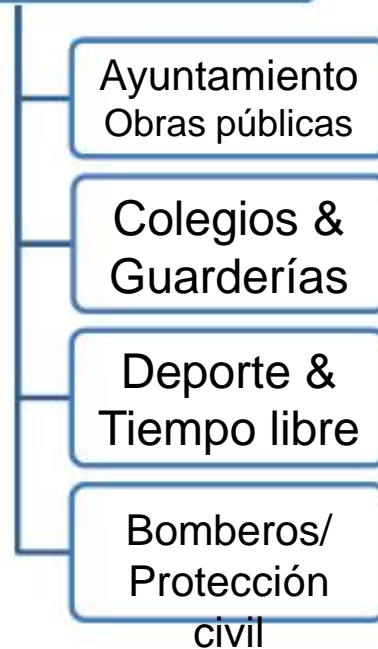 Ayuntamiento
Obras públicas
Colegios &
Guarderías
Deporte &
Tiempo libre
Bomberos/
Protección
civil